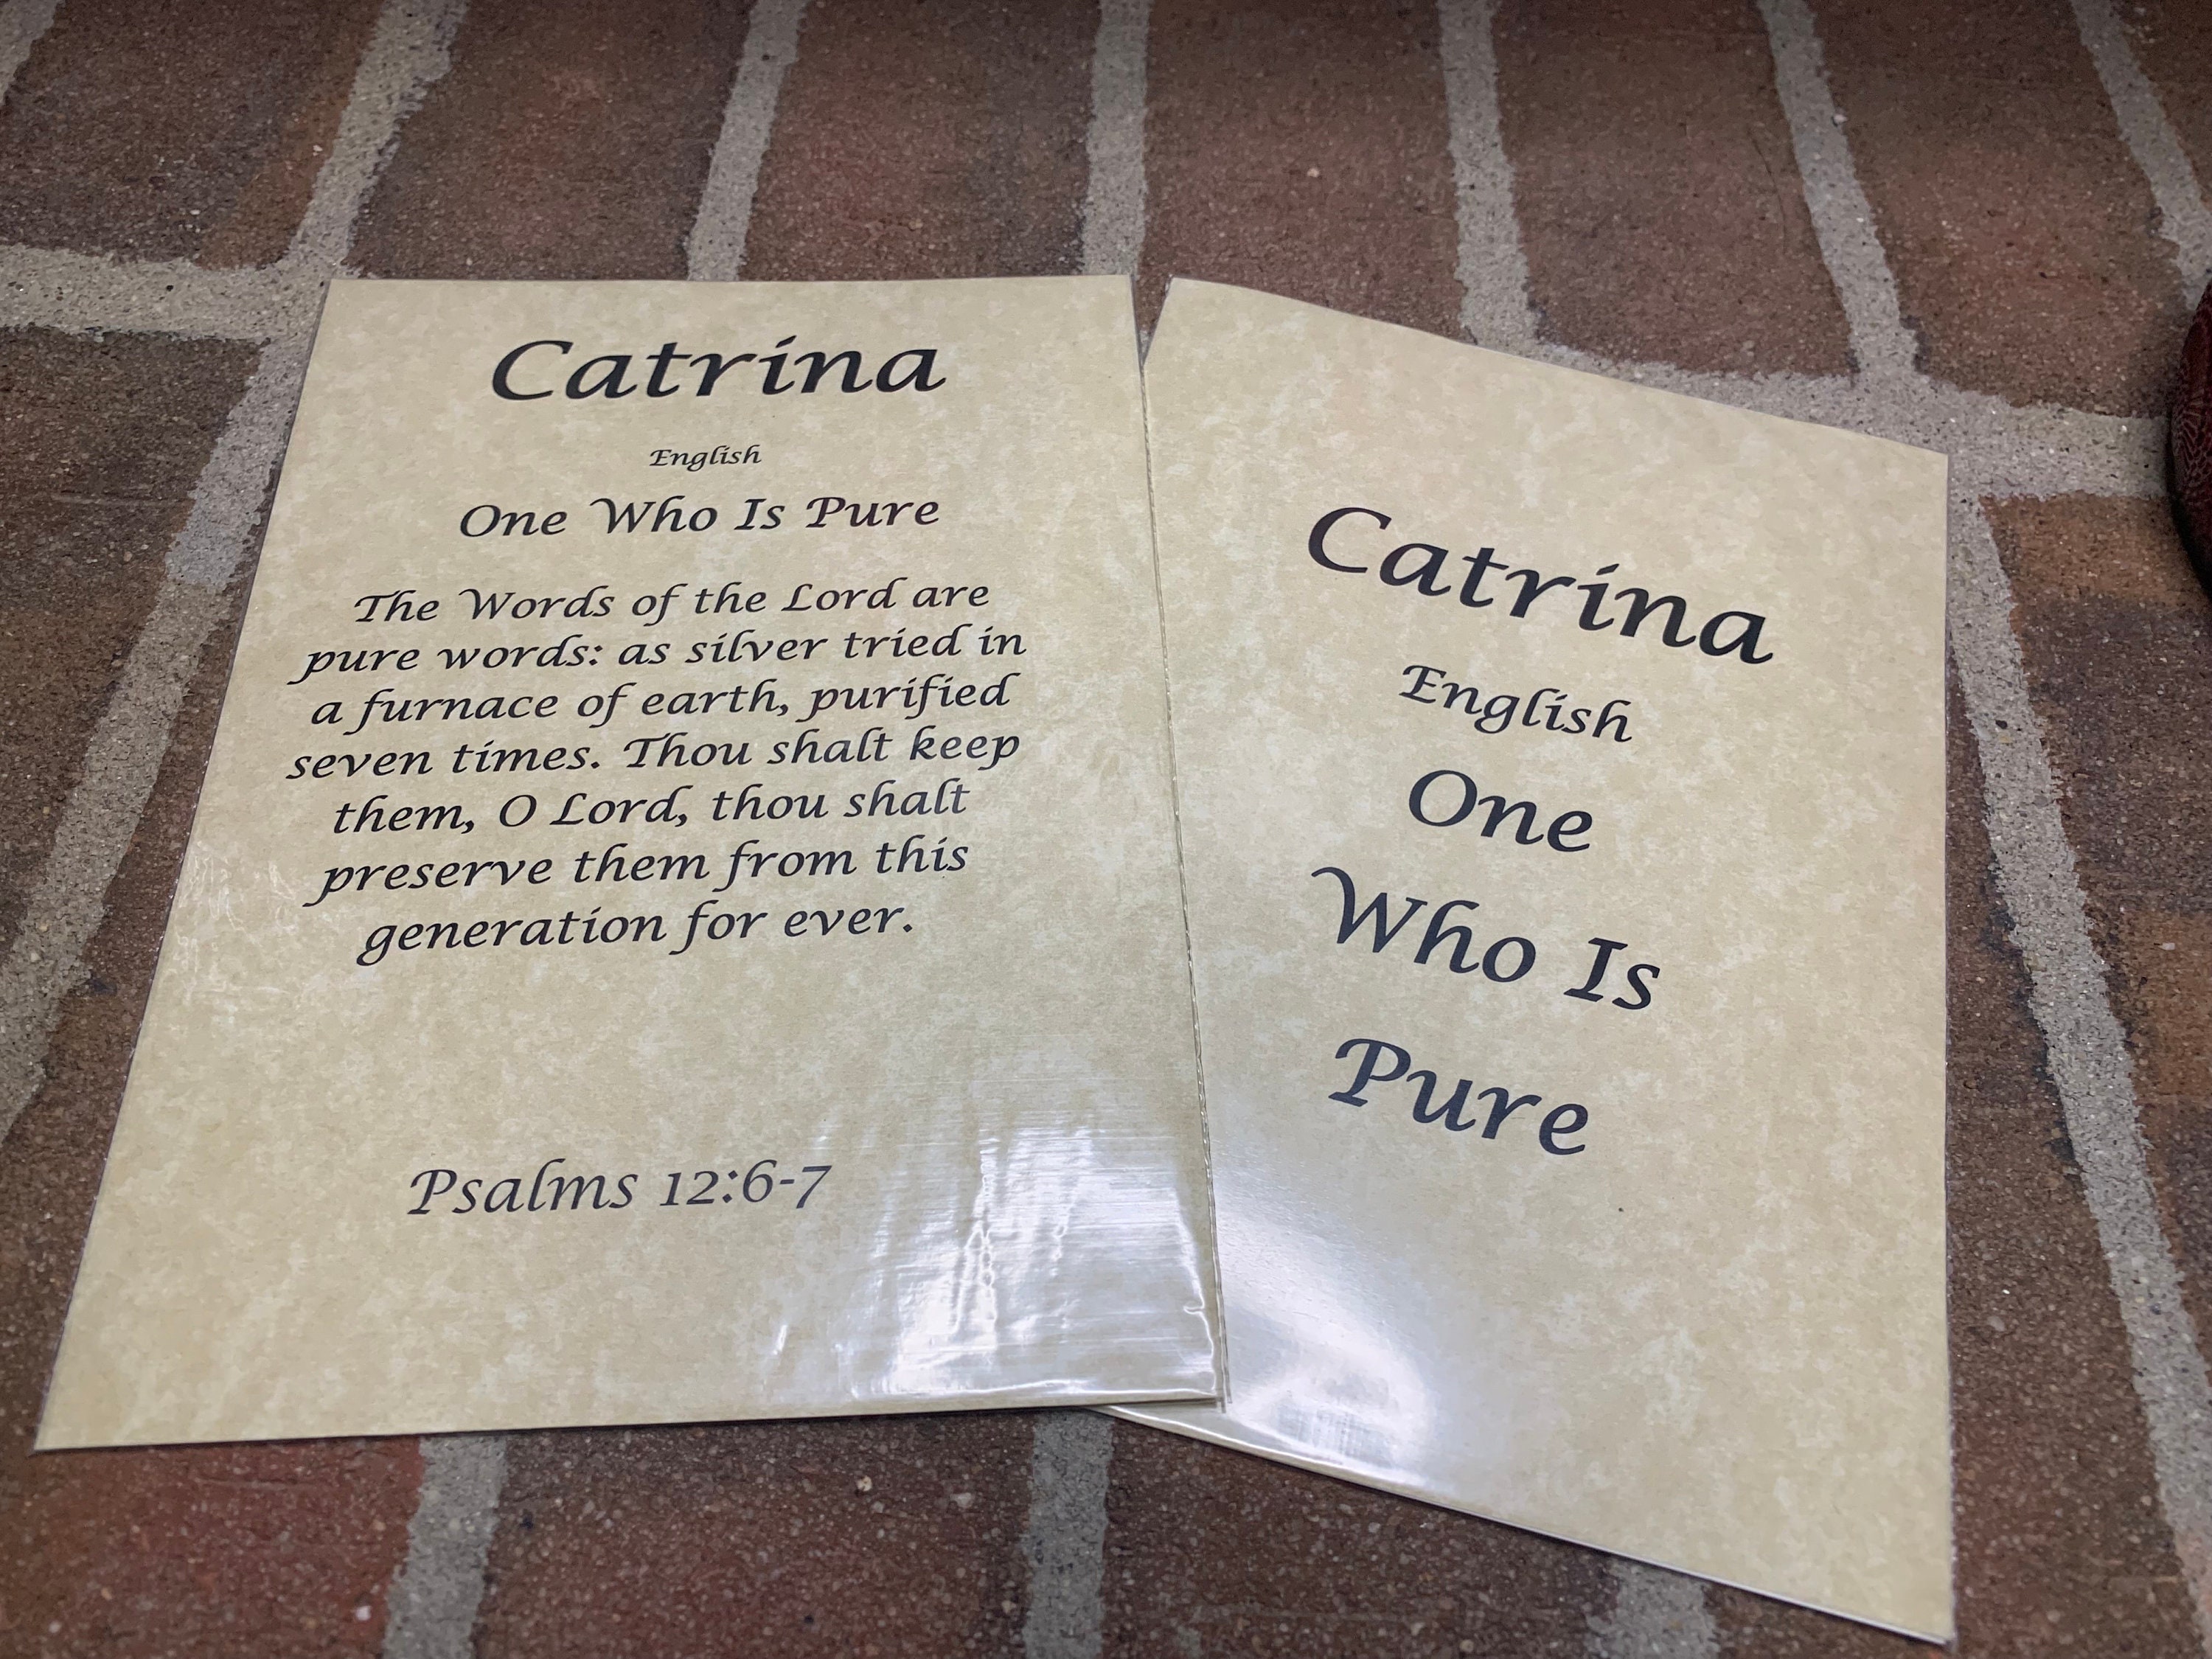 Catrina
English
One Who Is Pure
The Words of the Lord are
pure words: as silver tried in
a furnace of earth, purified
seven times. Thou shalt keep
them, O Lord, thou shalt
preserve them from this
generation for ever.
Psalms 12:6-7
Catrina
English
One
Who Is
Pure